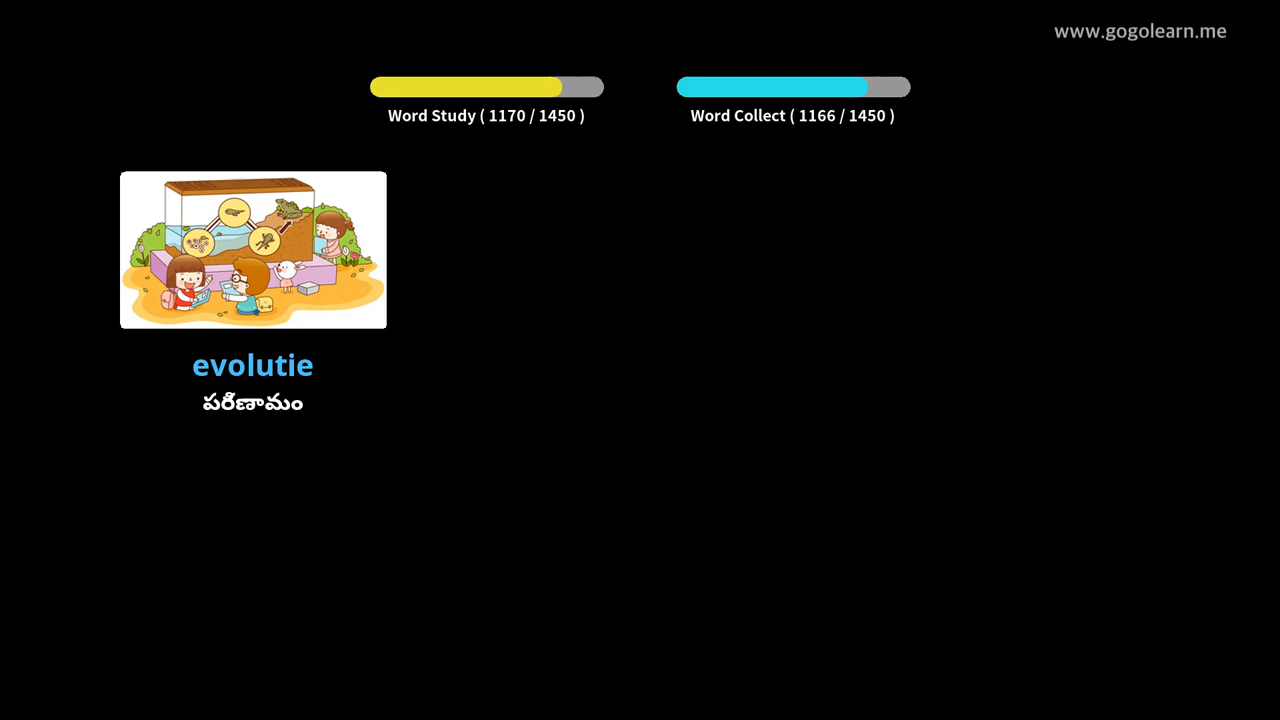 www.gogolearn.me
Word Study ( 1170 / 1450 )
Word Collect ( 1166 / 1450 )
evolutie
పరిణామం